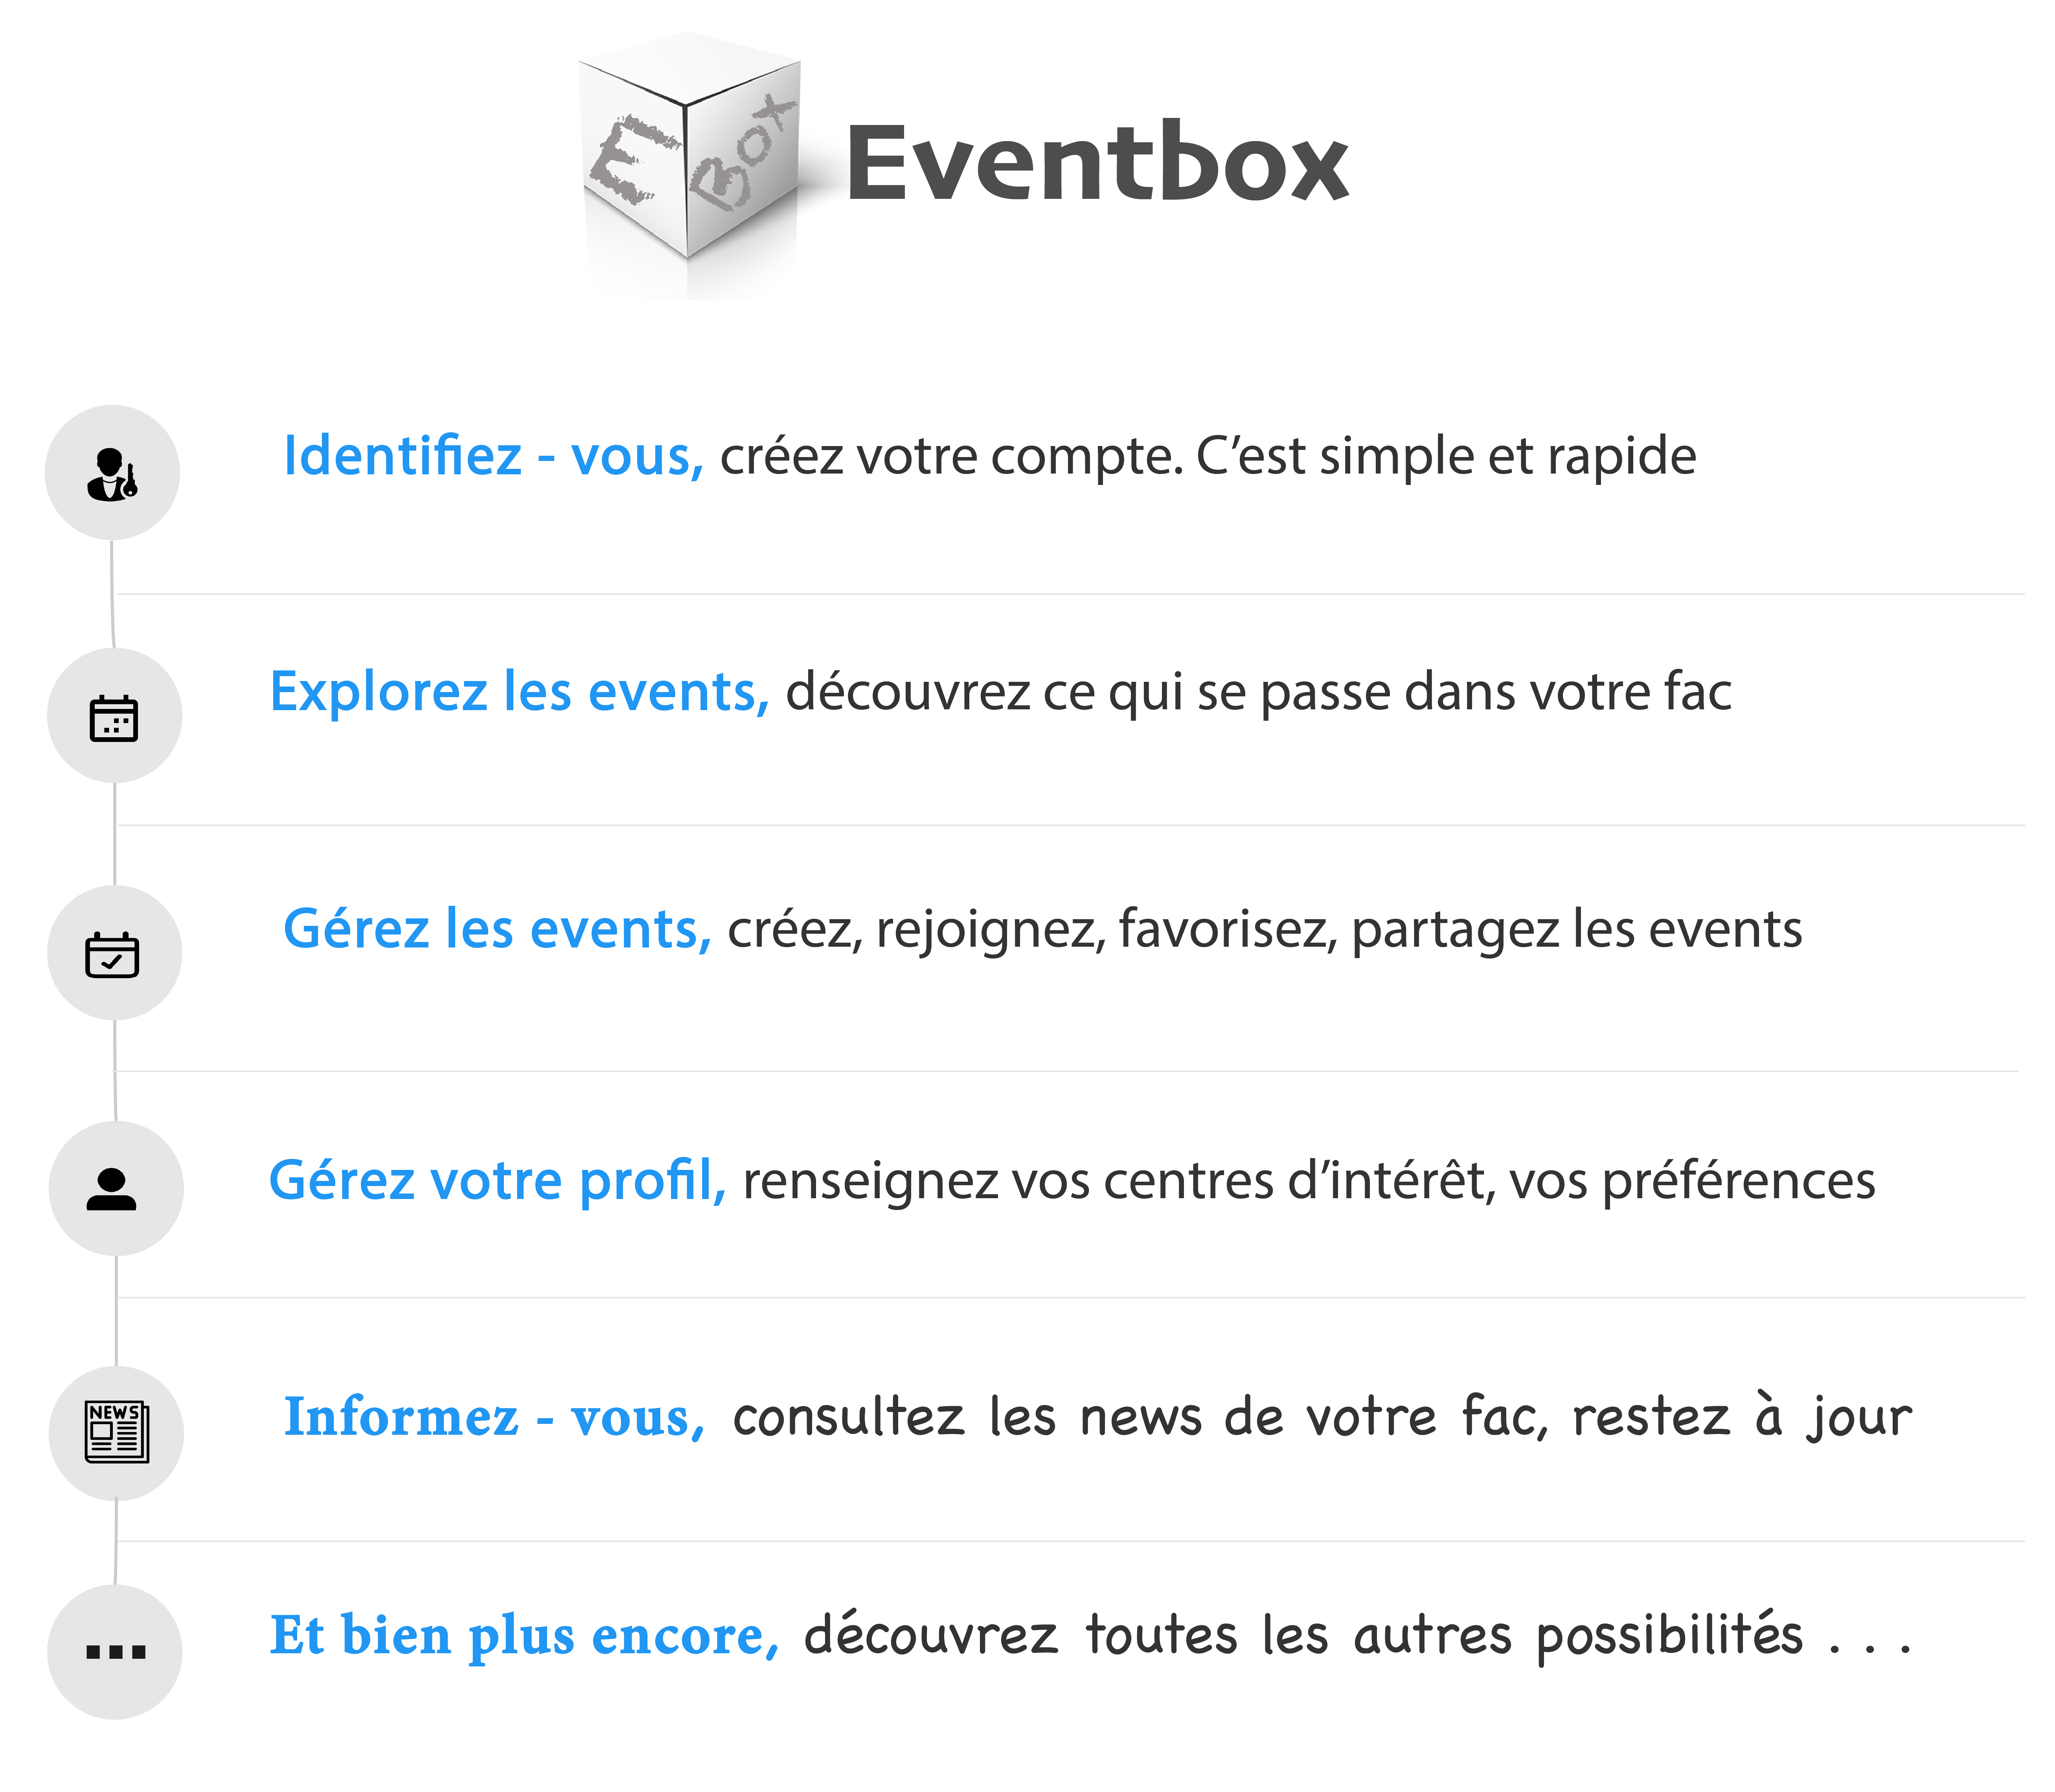 E
Box
Eventbox
Identifiez - vous, créez votre compte. C’est simple et rapide
Explorez les events, découvrez ce qui se passe dans votre fac
Gérez les events, créez, rejoignez, favorisez, partagez les events
Gérez votre profil, renseignez vos centres d’intérêt, vos préférences
NEWS
Informez - vous, consultez les news de votre fac, restez à jour
Et bien plus encore, découvrez toutes les autres possibilités . . .